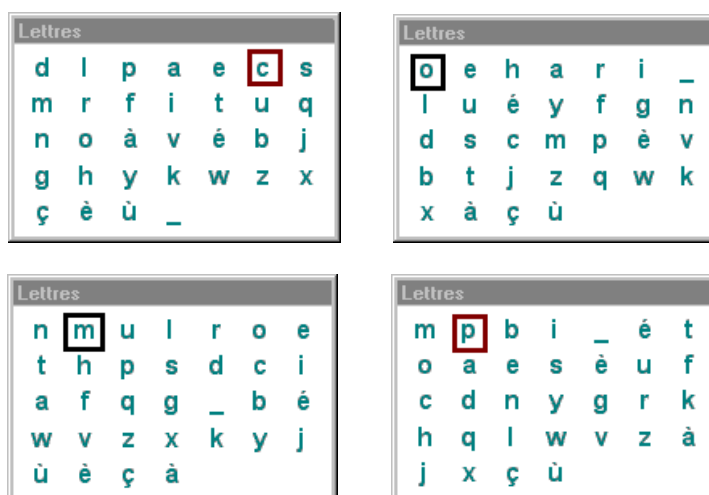 Lettres
d l p a e c s
m r f i t u q
n o à v é b j
g h y k w z x
ç è ù _
Lettres
o e h a r i _
l u é y f g n
d s c m p è v
b t j z q w k
x à ç ù
Lettres
n m u l r o e
t h p s d c i
a f q g _ b é
w v z x k y j
ù è ç à
Lettres
m p b i _ é t
o a e s è u f
c d n y g r k
h q l w v z à
j x ç ù